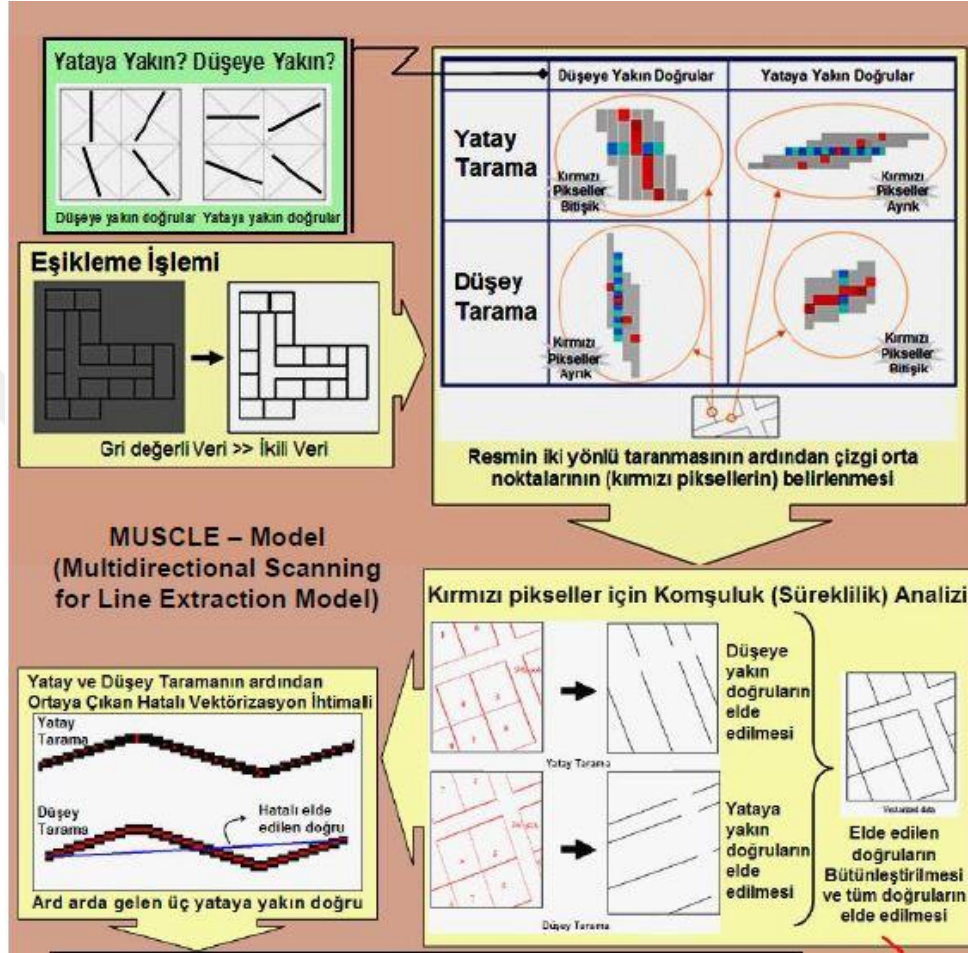 Yataya Yakın? Düşeye Yakın?
Düşeye yakın doğrular Yataya yakın doğrular
Düşeye Yakın Doğrular
Yataya Yakın Doğrular
Yatay
Tarama
Kırmızı
Pikseller
Bitişik
Kırmızı
Pikseller
Ayrık
Düşey
Tarama
Kırmızı
Pikseller
Ayrık
Kırmızı
Pikseller
Bitişik
Resmin iki yönlü taranmasının ardından çizgi orta
noktalarının (kırmızı piksellerin) belirlenmesi
Eşikleme İşlemi
Gri değerli Veri >> İkili Veri
MUSCLE – Model
(Multidirectional Scanning
for Line Extraction Model)
Kırmızı pikseller için Komşuluk (Süreklilik) Analizi
Düşeye
yakın
doğruların
elde
edilmesi
Yatay Tarama
Yataya
yakın
doğruların
elde
edilmesi
Düşey Tarama
Vectorized data
Elde edilen
doğruların
Bütünleştirilmesi
ve tüm doğruların
elde edilmesi
Yatay ve Düşey Taramanın ardından
Ortaya Çıkan Hatalı Vektörizasyon İhtimali
Yatay
Tarama
Düşey
Tarama
Hatalı elde
edilen doğru
Ard arda gelen üç yataya yakın doğru